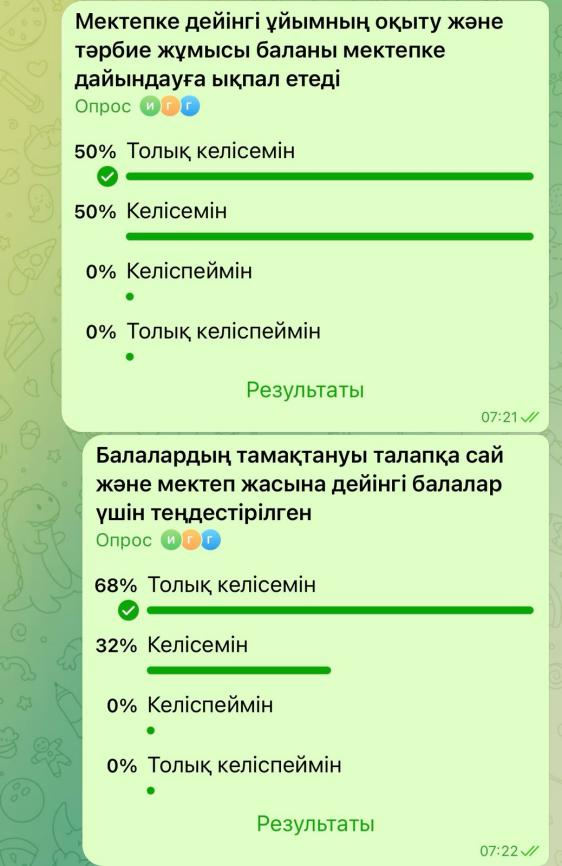 Мектепке дейінгі ұйымның оқыту және
тәрбие жұмысы баланы мектепке
дайындауға ықпал етеді
Опрос И Г Г
50% Толық келісемін
50% Келісемін
0% Келіспеймін
0% Толық келіспеймін
Результаты
07:21
Балалардың тамақтануы талапқа сай
және мектеп жасына дейінгі балалар
үшін теңдестірілген
Опрос И Г Г
68% Толық келісемін
32% Келісемін
0% Келіспеймін
0% Толық келіспеймін
Результаты
07:22